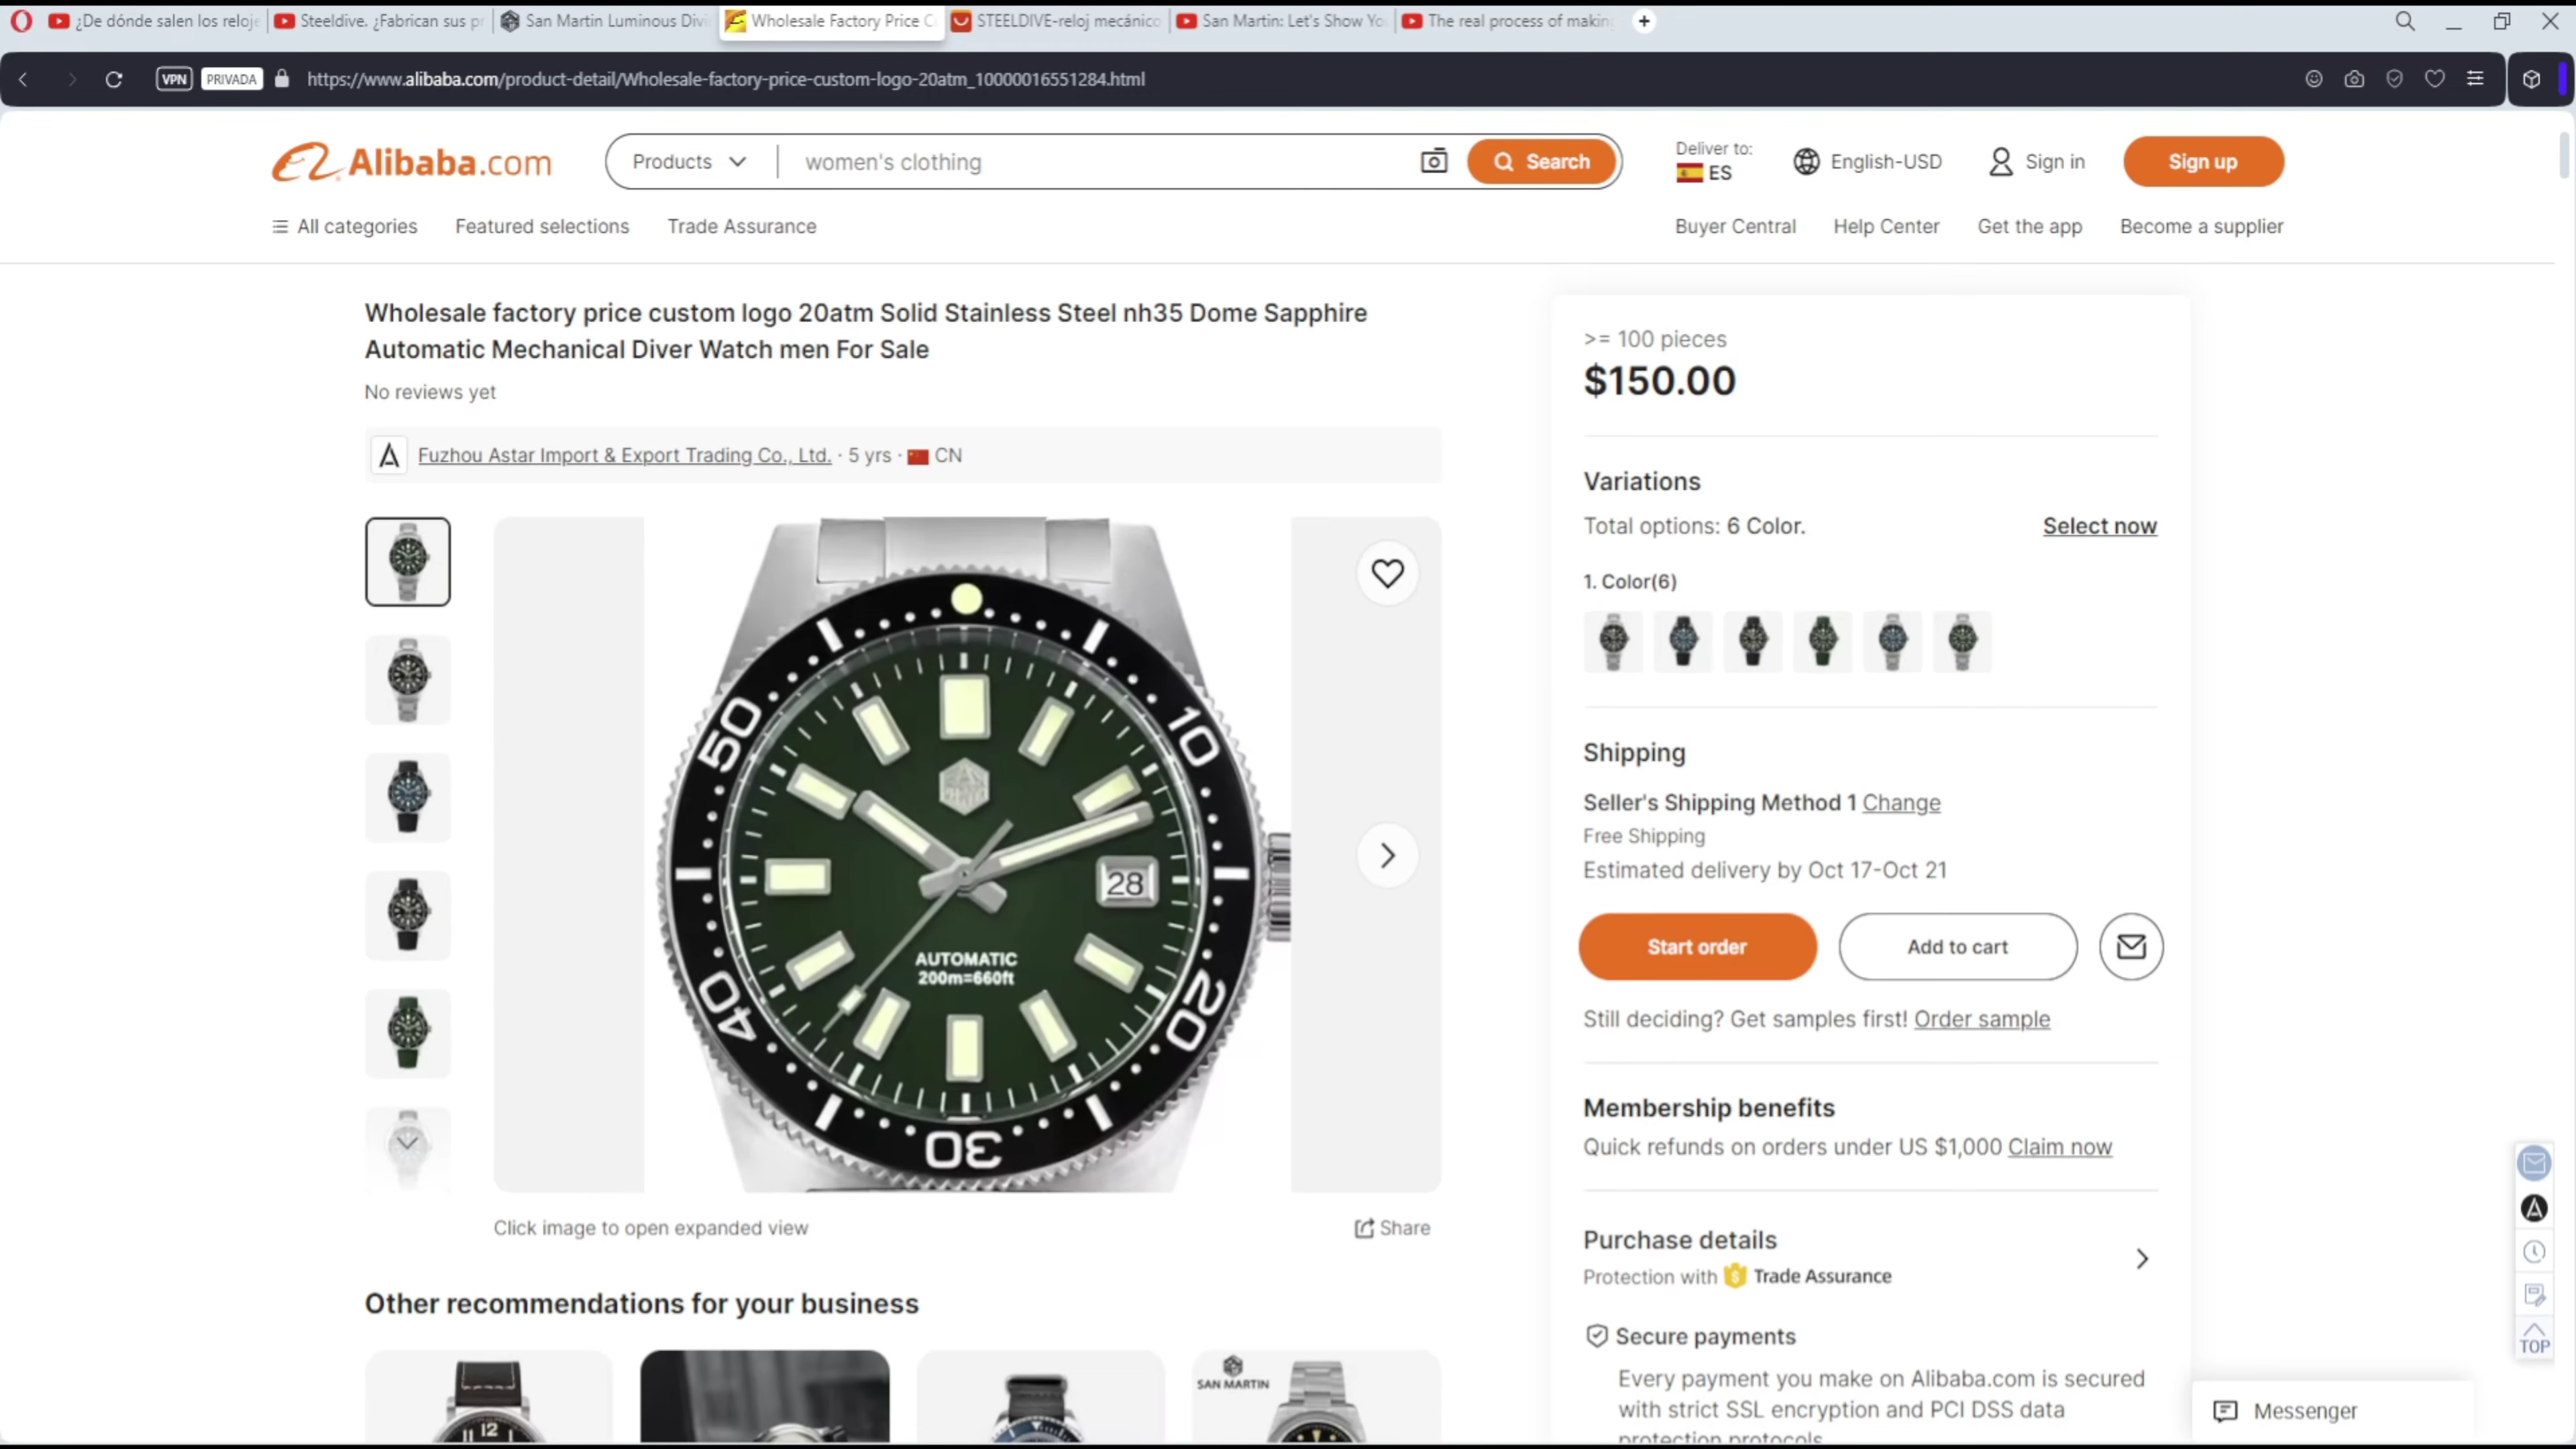 ¿De dónde salen los reloje
Steeldive. ¿Fabrican sus pr
San Martin Luminous Divi
Wholesale Factory Price C
STEELDIVE-reloj mecánico
San Martin: Let's Show Yo
The real process of making
VPN
PRIVADA
https://www.alibaba.com/product-detail/Wholesale-factory-price-custom-logo-20atm_10000016551284.html
Alibaba.com
Products
women's clothing
Search
Deliver to:
ES
English-USD
Sign in
Sign up
All categories
Featured selections
Trade Assurance
Buyer Central
Help Center
Get the app
Become a supplier
Wholesale factory price custom logo 20atm Solid Stainless Steel nh35 Dome Sapphire
Automatic Mechanical Diver Watch men For Sale
No reviews yet
Fuzhou Astar Import & Export Trading Co., Ltd. · 5 yrs · CN
10
20
30
40
50
28
AUTOMATIC
200m=660ft
Click image to open expanded view
Share
Other recommendations for your business
12
11
SAN MARTIN
>= 100 pieces
$150.00
Variations
Total options: 6 Color.
Select now
1. Color(6)
Shipping
Seller's Shipping Method 1 Change
Free Shipping
Estimated delivery by Oct 17-Oct 21
Start order
Add to cart
Still deciding? Get samples first! Order sample
Membership benefits
Quick refunds on orders under US $1,000 Claim now
Purchase details
Protection with Trade Assurance
Secure payments
Every payment you make on Alibaba.com is secured
with strict SSL encryption and PCI DSS data
protection protocols
TOP
Messenger